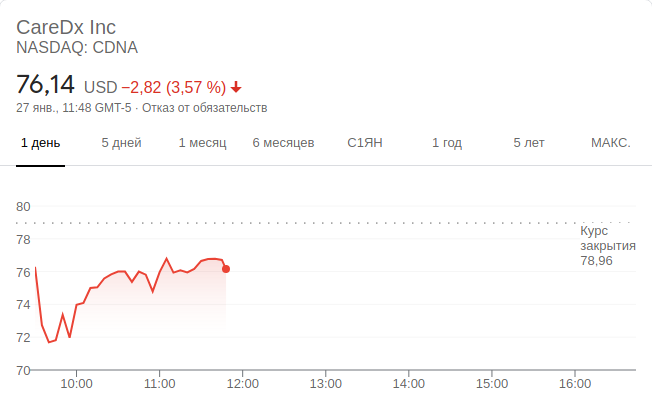 CareDx Inc
NASDAQ: CDNA
76,14 USD −2,82 (3,57 %)
27 янв., 11:48 GMT-5 · Отказ от обязательств
1 день 5 дней 1 месяц 6 месяцев С1ЯН 1 год 5 лет МАКС.
80
78
76
74
72
70
Курс
закрытия
78,96
10:00 11:00 12:00 13:00 14:00 15:00 16:00